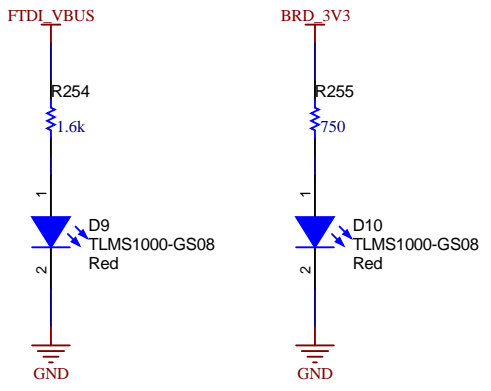 FTDI_VBUS
R254
1.6k
1
D9
TLMS1000-GS08
Red
2
GND
BRD_3V3
R255
750
1
D10
TLMS1000-GS08
Red
2
GND